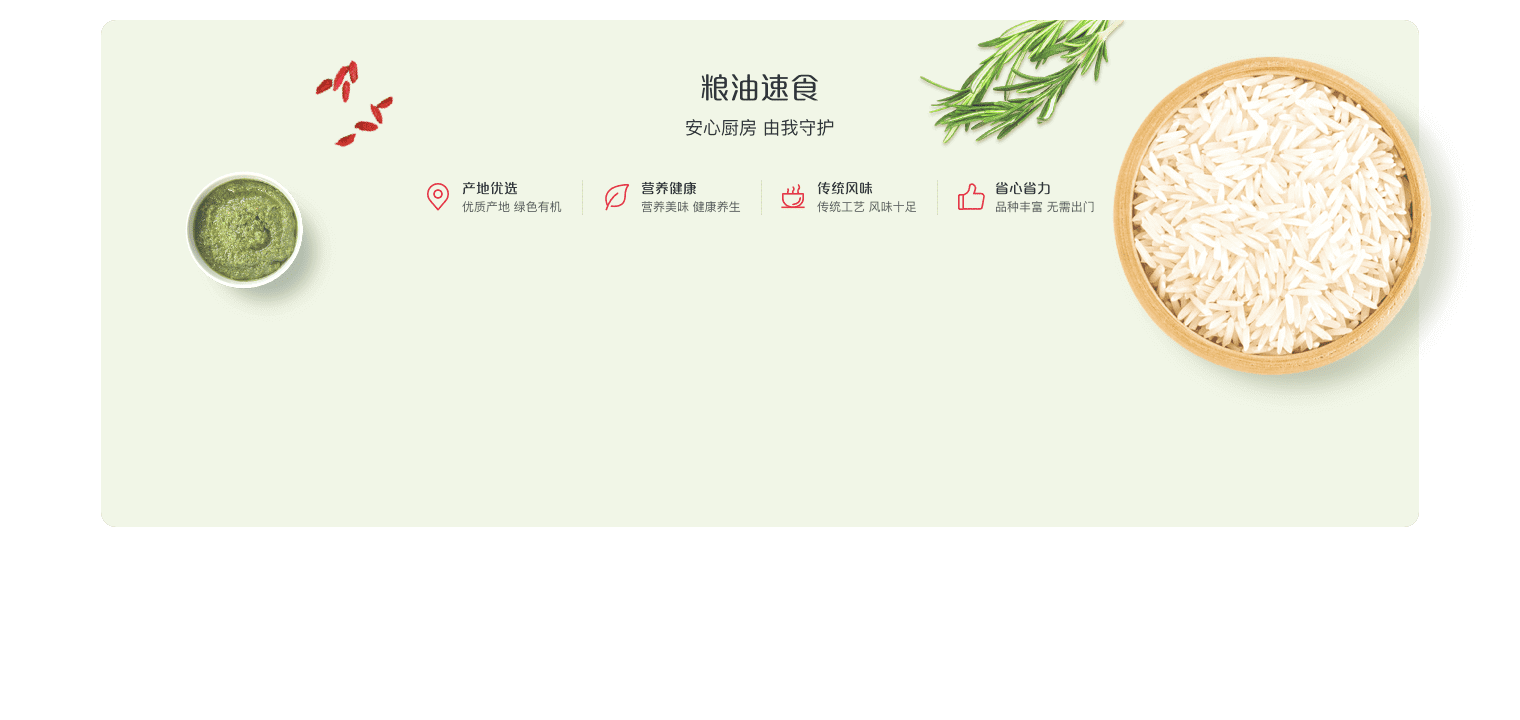 粮油速食
安心厨房 由我守护
产地优选
优质产地 绿色有机
营养健康
营养美味 健康养生
传统风味
传统工艺 风味十足
省心省力
品种丰富 无需出门